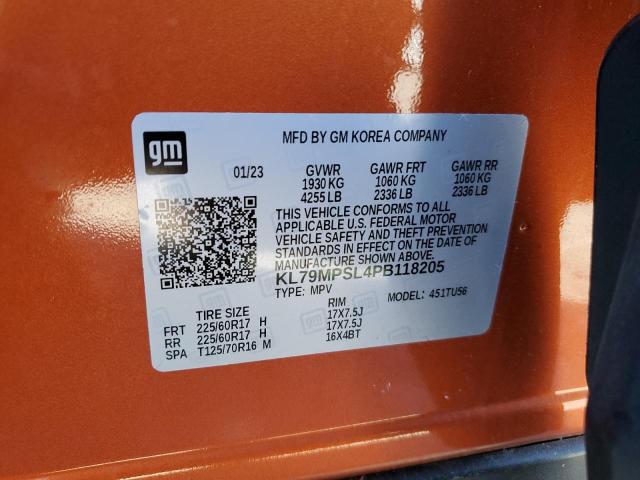 gm
MFD BY GM KOREA COMPANY
01/23 GVWR GAWR FRT GAWR RR
1930 KG 1060 KG 1060 KG
4255 LB 2336 LB 2336 LB
THIS VEHICLE CONFORMS TO ALL
APPLICABLE U.S. FEDERAL MOTOR
VEHICLE SAFETY AND THEFT PREVENTION
STANDARDS IN EFFECT ON THE DATE OF
MANUFACTURE SHOWN ABOVE.
KL79MPSL4PB118205
TYPE: MPV MODEL: 451TU56
TIRE SIZE RIM
FRT 225/60R17 H 17X7.5J
RR 225/60R17 H 17X7.5J
SPA T125/70R16 M 16X4BT